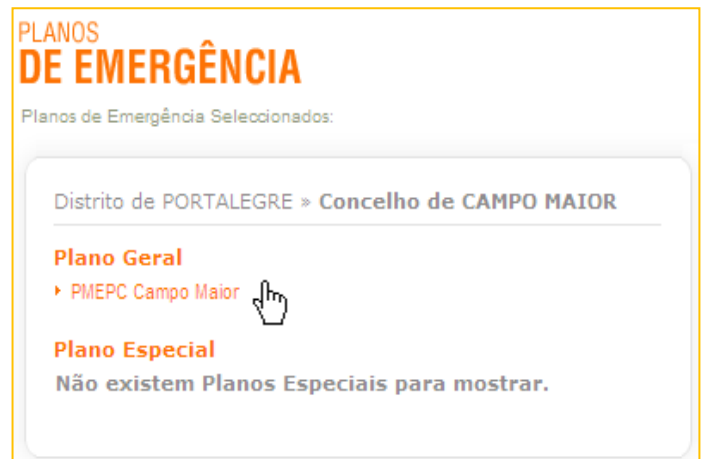 PLANOS
DE EMERGÊNCIA
Planos de Emergência Seleccionados:
Distrito de PORTALEGRE » Concelho de CAMPO MAIOR
Plano Geral
PMEPC Campo Maior
Plano Especial
Não existem Planos Especiais para mostrar.